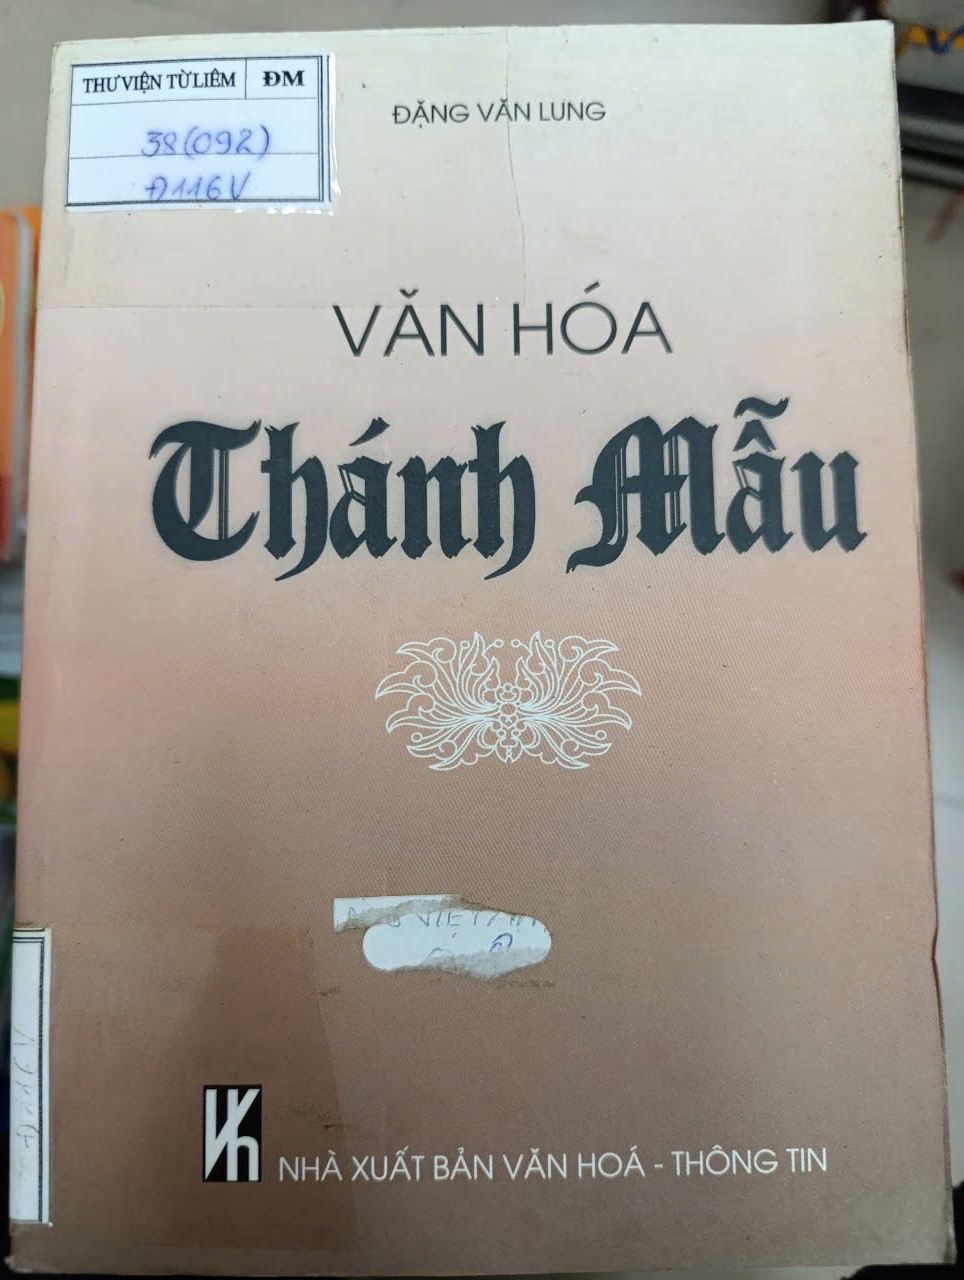 THƯ VIỆN TỪ LIÊM ĐM
38(092)
Đ116V
ĐẶNG VĂN LUNG
VĂN HÓA
Thánh Mẫu
Vh
NHÀ XUẤT BẢN VĂN HOÁ - THÔNG TIN